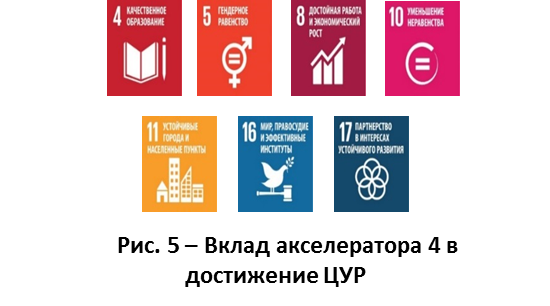 4 КАЧЕСТВЕННОЕ
ОБРАЗОВАНИЕ
5 ГЕНДЕРНОЕ
РАВЕНСТВО
8 ДОСТОЙНАЯ РАБОТА
И ЭКОНОМИЧЕСКИЙ
РОСТ
10 УМЕНЬШЕНИЕ
НЕРАВЕНСТВА
11 УСТОЙЧИВЫЕ
ГОРОДА И
НАСЕЛЕННЫЕ ПУНКТЫ
16 МИР, ПРАВОСУДИЕ
И ЭФФЕКТИВНЫЕ
ИНСТИТУТЫ
17 ПАРТНЕРСТВО
В ИНТЕРЕСАХ
УСТОЙЧИВОГО РАЗВИТИЯ
Рис. 5 – Вклад акселератора 4 в
достижение ЦУР